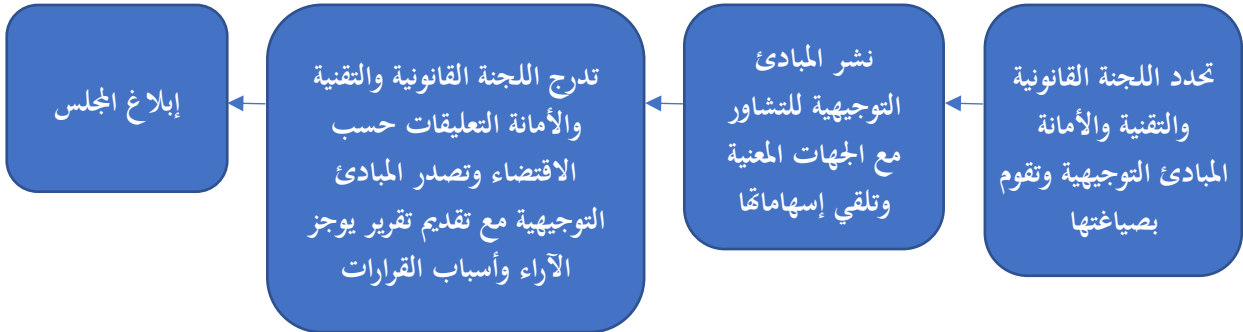 تحدد اللجنة القانونية
والتقنية والأمانة
المبادئ التوجيهية وتقوم
بصياغتها
نشر المبادئ
التوجيهية للتشاور
مع الجهات المعنية
وتلقي إسهاماتها
تدرج اللجنة القانونية والتقنية
والأمانة التعليقات حسب
الاقتضاء وتصدر المبادئ
التوجيهية مع تقديم تقرير يوجز
الآراء وأسباب القرارات
إبلاغ المجلس